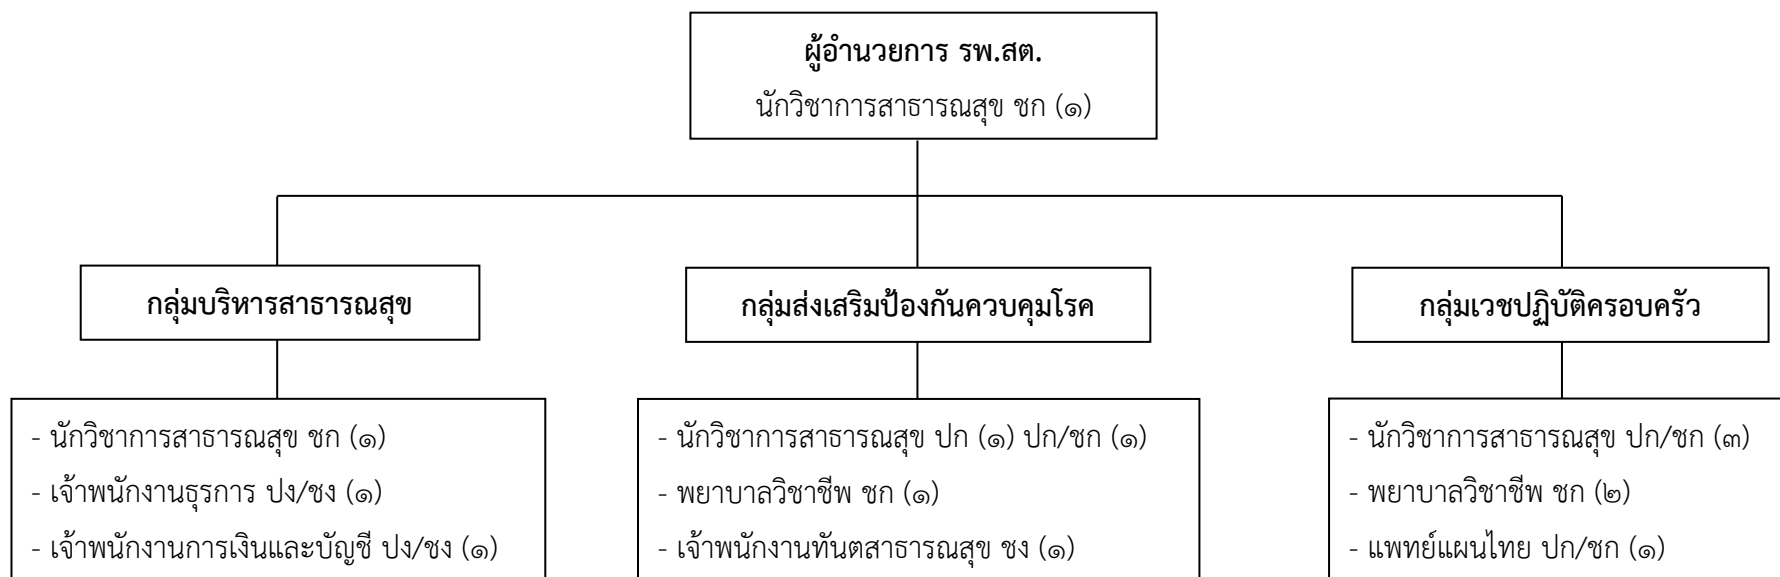 ผู้อำนวยการ รพ.สต.
นักวิชาการสาธารณสุข ชก (๑)
กลุ่มบริหารสาธารณสุข
- นักวิชาการสาธารณสุข ชก (๑)
- เจ้าพนักงานธุรการ ปง/ชง (๑)
- เจ้าพนักงานการเงินและบัญชี ปง/ชง (๑)
กลุ่มส่งเสริมป้องกันควบคุมโรค
- นักวิชาการสาธารณสุข ปก (๑) ปก/ชก (๑)
- พยาบาลวิชาชีพ ชก (๑)
- เจ้าพนักงานทันตสาธารณสุข ชง (๑)
กลุ่มเวชปฏิบัติครอบครัว
- นักวิชาการสาธารณสุข ปก/ชก (๓)
- พยาบาลวิชาชีพ ชก (๒)
- แพทย์แผนไทย ปก/ชก (๑)